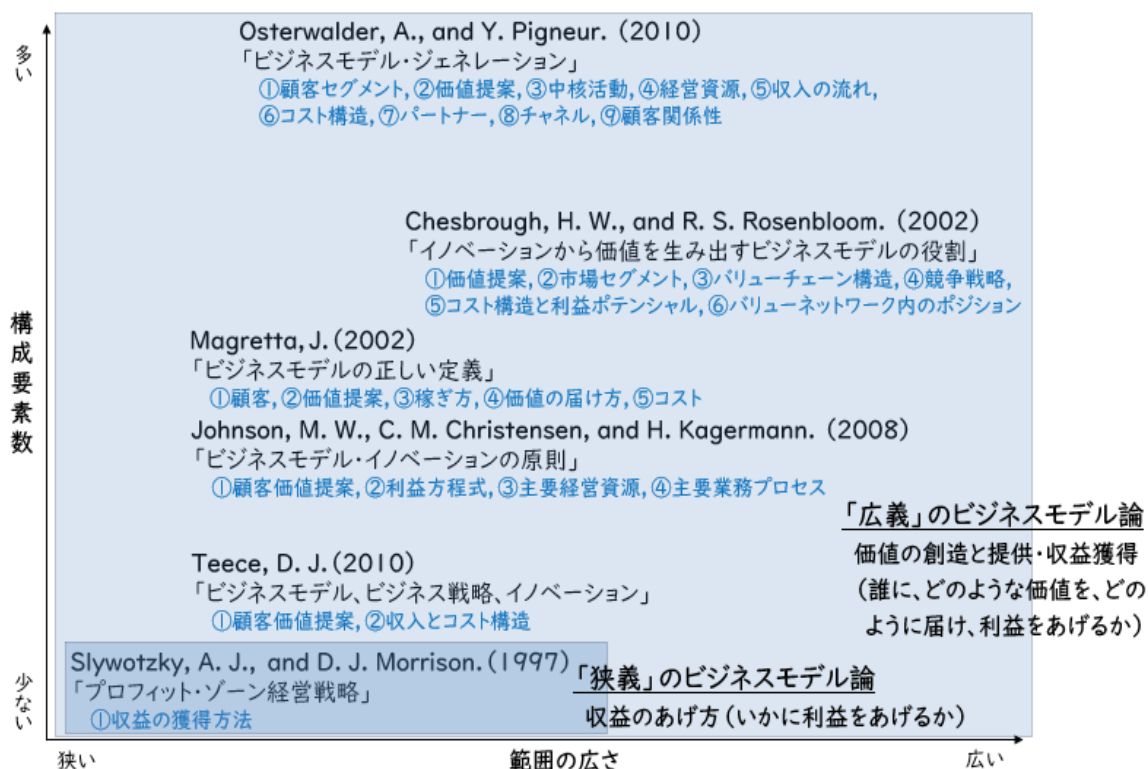 多い
Osterwalder, A., and Y. Pigneur. (2010)
「ビジネスモデル・ジェネレーション」
①顧客セグメント, ②価値提案, ③中核活動, ④経営資源, ⑤収入の流れ,
⑥コスト構造, ⑦パートナー, ⑧チャネル, ⑨顧客関係性
Chesbrough, H. W., and R. S. Rosenbloom. (2002)
「イノベーションから価値を生み出すビジネスモデルの役割」
①価値提案, ②市場セグメント, ③バリューチェーン構造, ④競争戦略,
⑤コスト構造と利益ポテンシャル, ⑥バリューネットワーク内のポジション
構成要素数
Magretta, J. (2002)
「ビジネスモデルの正しい定義」
①顧客, ②価値提案, ③稼ぎ方, ④価値の届け方, ⑤コスト
Johnson, M. W., C. M. Christensen, and H. Kagermann. (2008)
「ビジネスモデル・イノベーションの原則」
①顧客価値提案, ②利益方程式, ③主要経営資源, ④主要業務プロセス
「広義」のビジネスモデル論
価値の創造と提供・収益獲得
(誰に、どのような価値を、どの
ように届け、利益をあげるか)
Teece, D. J. (2010)
「ビジネスモデル、ビジネス戦略、イノベーション」
①顧客価値提案, ②収入とコスト構造
Slywotzky, A. J., and D. J. Morrison. (1997)
「プロフィット・ゾーン経営戦略」
①収益の獲得方法
「狭義」のビジネスモデル論
収益のあげ方(いかに利益をあげるか)
少ない
狭い
範囲の広さ
広い